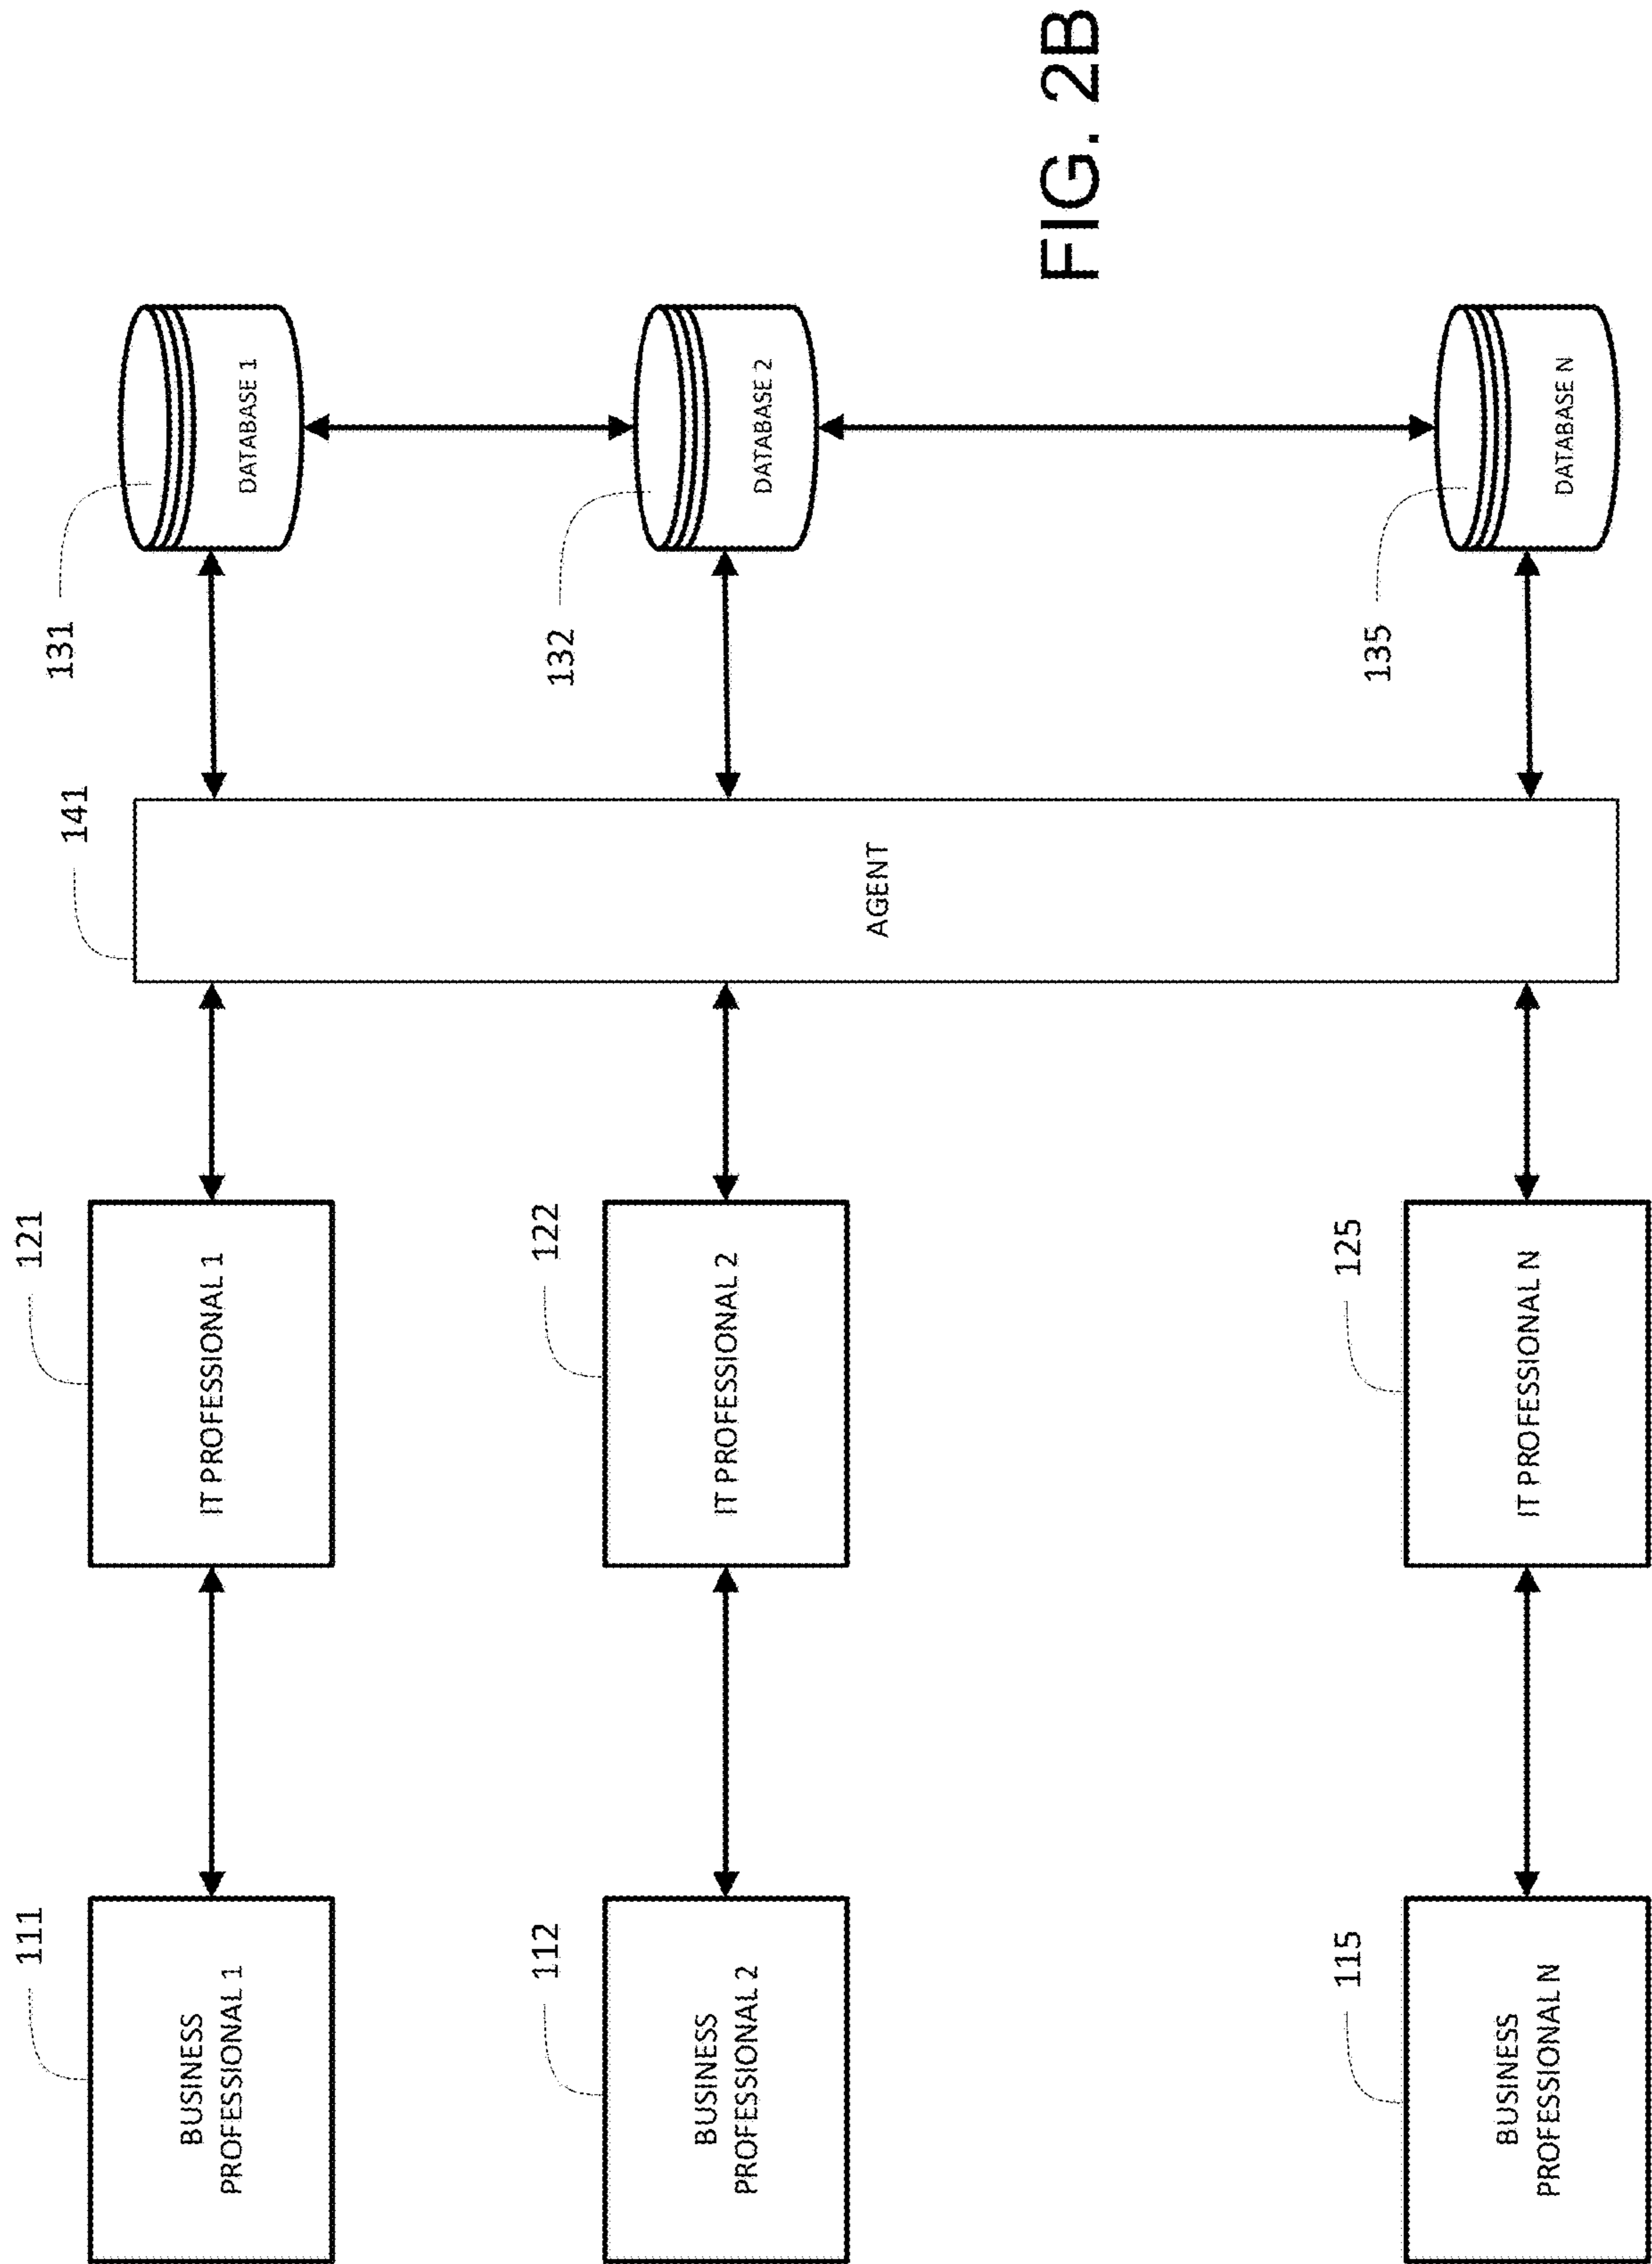 111
121
141
131
BUSINESS
PROFESSIONAL 1
IT PROFESSIONAL 1
DATABASE 1
112
122
132
BUSINESS
PROFESSIONAL 2
IT PROFESSIONAL 2
DATABASE 2
AGENT
115
125
135
BUSINESS
PROFESSIONAL N
IT PROFESSIONAL N
DATABASE N
FIG. 2B